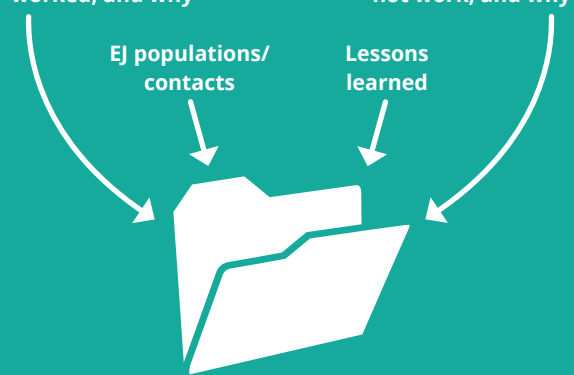 worked, and why
not work, and why
EJ populations/
contacts
Lessons
learned